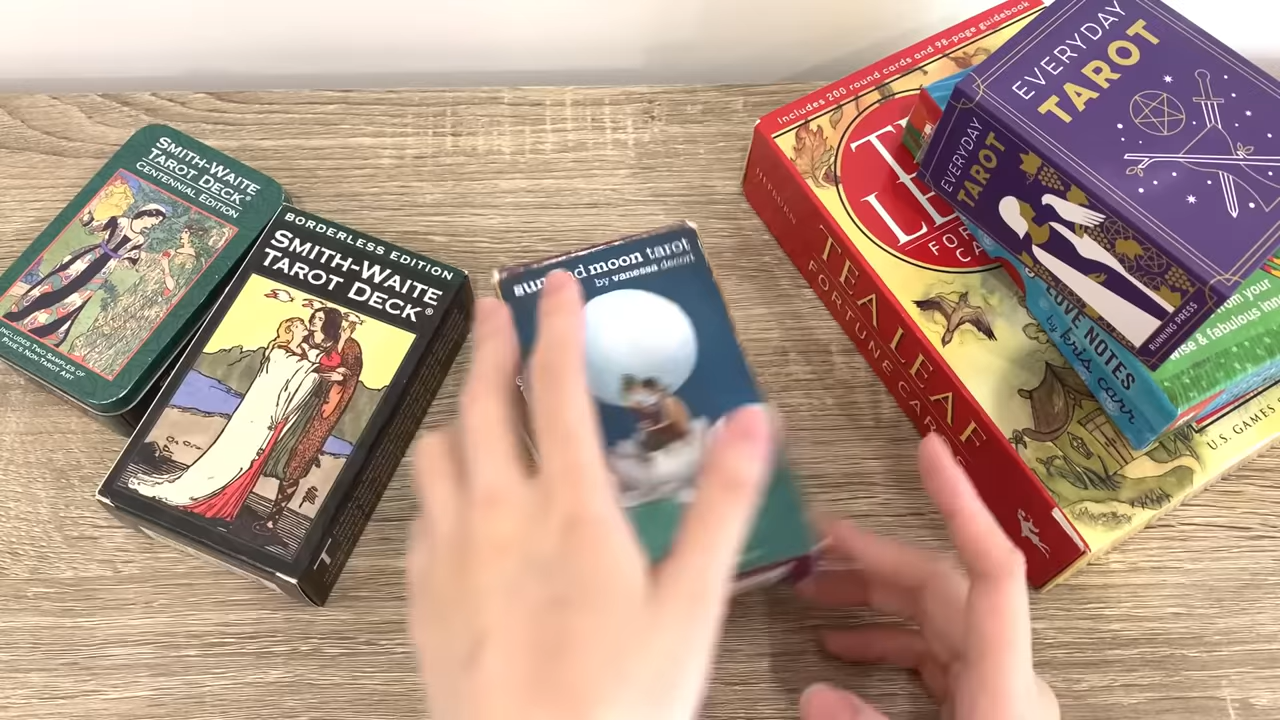 SMITH-WAITE
TAROT DECK®
CENTENNIAL EDITION
INCLUDES TWO SAMPLES OF
PIXIE'S NON-TAROT ART
BORDERLESS EDITION
SMITH-WAITE
TAROT DECK®
moon tarot
by vanessa decort
Includes 200 round cards and 98-page guidebook
HEPBURN
TEA LEAF
FORTUNE
LOVE NOTES
by kris carr
from your
wise & fabulous
U.S. GAMES
EVERYDAY
TAROT
EVERYDAY
TAROT
RUNNING PRESS